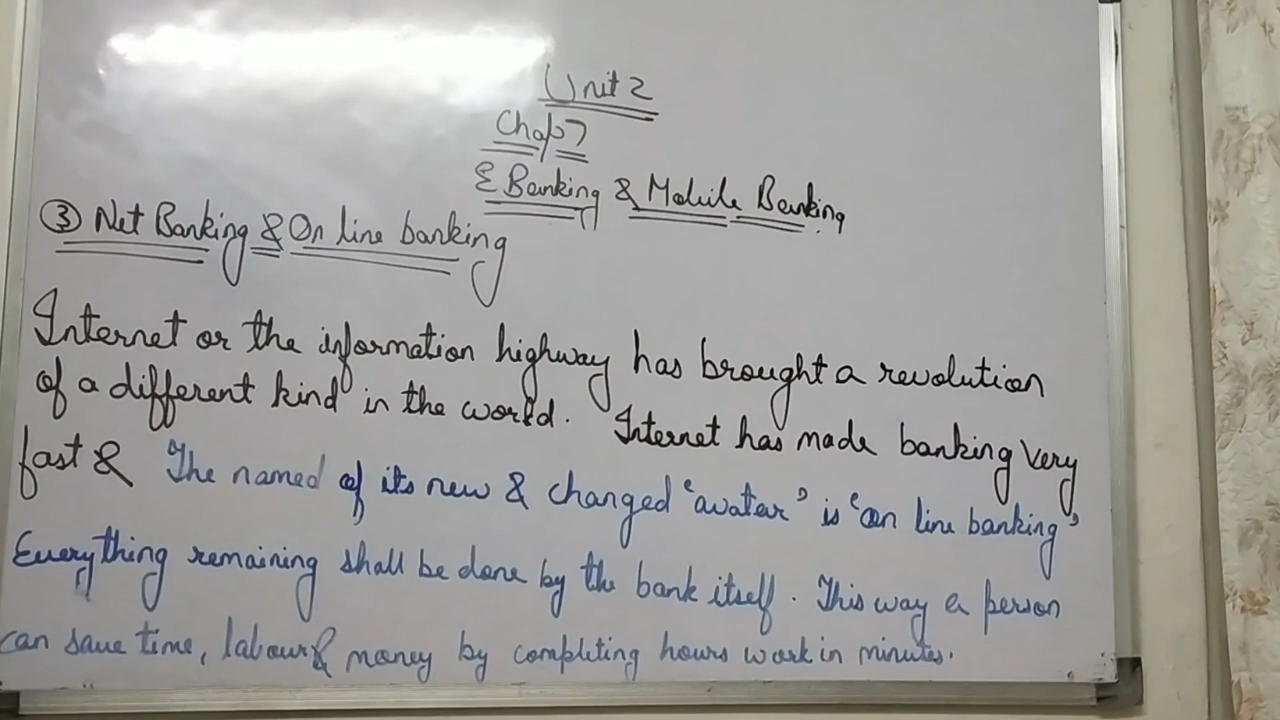 Unit 2
Chap 7
E Banking & Mobile Banking
③ Net Banking & On line banking
Internet or the information highway has brought a revolution
of a different kind in the world. Internet has made banking very
fast & The named of its new & changed 'avatar' is 'on line banking'
Everything remaining shall be done by the bank itself. This way a person
can save time, labour & money by completing hours work in minutes.